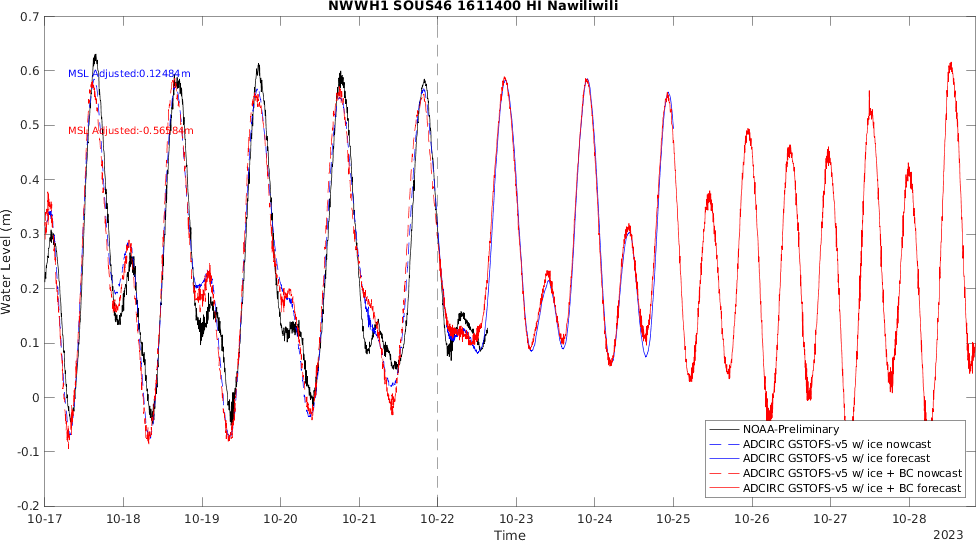 NWWH1 SOUS46 1611400 HI Nawiliwili
0.7
0.6
0.5
0.4
0.3
0.2
0.1
0
-0.1
-0.2
Water Level (m)
MSL Adjusted:0.12484m
MSL Adjusted:-0.56584m
NOAA-Preliminary
ADCIRC GSTOFS-v5 w/ ice nowcast
ADCIRC GSTOFS-v5 w/ ice forecast
ADCIRC GSTOFS-v5 w/ ice + BC nowcast
ADCIRC GSTOFS-v5 w/ ice + BC forecast
10-17 10-18 10-19 10-20 10-21 10-22 10-23 10-24 10-25 10-26 10-27 10-28
Time
2023